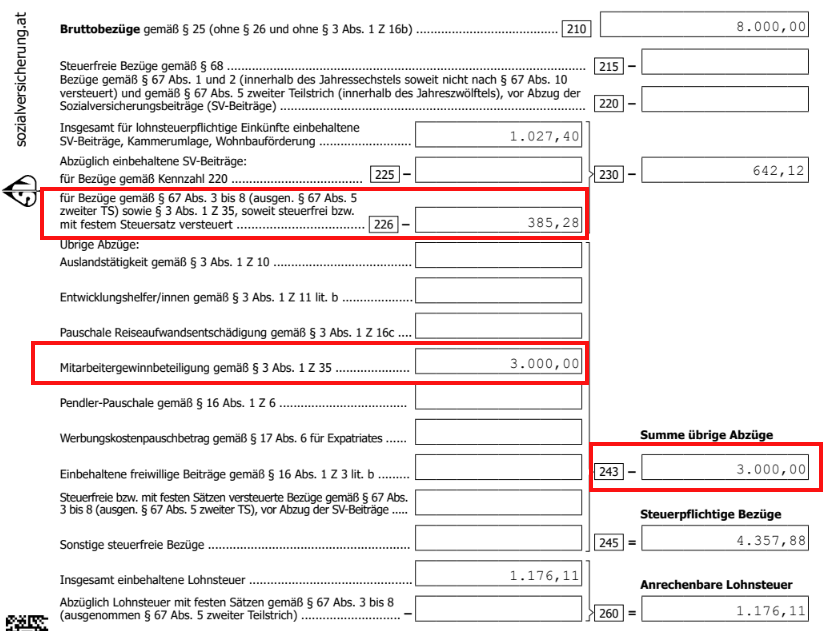 sozialversicherung.at
Bruttobezüge gemäß § 25 (ohne § 26 und ohne § 3 Abs. 1 Z 16b) ........................................ 210 8.000,00
Steuerfreie Bezüge gemäß § 68 ........................................ 215 –
Bezüge gemäß § 67 Abs. 1 und 2 (innerhalb des Jahressechstels soweit nicht nach § 67 Abs. 10
versteuert) und gemäß § 67 Abs. 5 zweiter Teilstrich (innerhalb des Jahreszwölftels), vor Abzug der
Sozialversicherungsbeiträge (SV-Beiträge) ........................................ 220 –
Insgesamt für lohnsteuerpflichtige Einkünfte einbehaltene
SV-Beiträge, Kammerumlage, Wohnbauförderung ...................... 1.027,40
Abzüglich einbehaltene SV-Beiträge:
für Bezüge gemäß Kennzahl 220 ................................. 225 – 230 – 642,12
für Bezüge gemäß § 67 Abs. 3 bis 8 (ausgen. § 67 Abs. 5
zweiter TS) sowie § 3 Abs. 1 Z 35, soweit steuerfrei bzw.
mit festem Steuersatz versteuert ................................. 226 – 385,28
Übrige Abzüge:
Auslandstätigkeit gemäß § 3 Abs. 1 Z 10 .................................
Entwicklungshelfer/innen gemäß § 3 Abs. 1 Z 11 lit. b ..................
Pauschale Reiseaufwandsentschädigung gemäß § 3 Abs. 1 Z 16c ....
Mitarbeitergewinnbeteiligung gemäß § 3 Abs. 1 Z 35 ..................... 3.000,00
Pendler-Pauschale gemäß § 16 Abs. 1 Z 6 ...............................
Werbungskostenpauschbetrag gemäß § 17 Abs. 6 für Expatriates ......
Summe übrige Abzüge
Einbehaltene freiwillige Beiträge gemäß § 16 Abs. 1 Z 3 lit. b ......... 243 – 3.000,00
Steuerfreie bzw. mit festen Sätzen versteuerte Bezüge gemäß § 67 Abs.
3 bis 8 (ausgen. § 67 Abs. 5 zweiter TS), vor Abzug der SV-Beiträge .....
Steuerpflichtige Bezüge
Sonstige steuerfreie Bezüge ........................................ 245 = 4.357,88
Insgesamt einbehaltene Lohnsteuer ........................................ 1.176,11
Anrechenbare Lohnsteuer
Abzüglich Lohnsteuer mit festen Sätzen gemäß § 67 Abs. 3 bis 8
(ausgenommen § 67 Abs. 5 zweiter Teilstrich) ........................ – 260 = 1.176,11